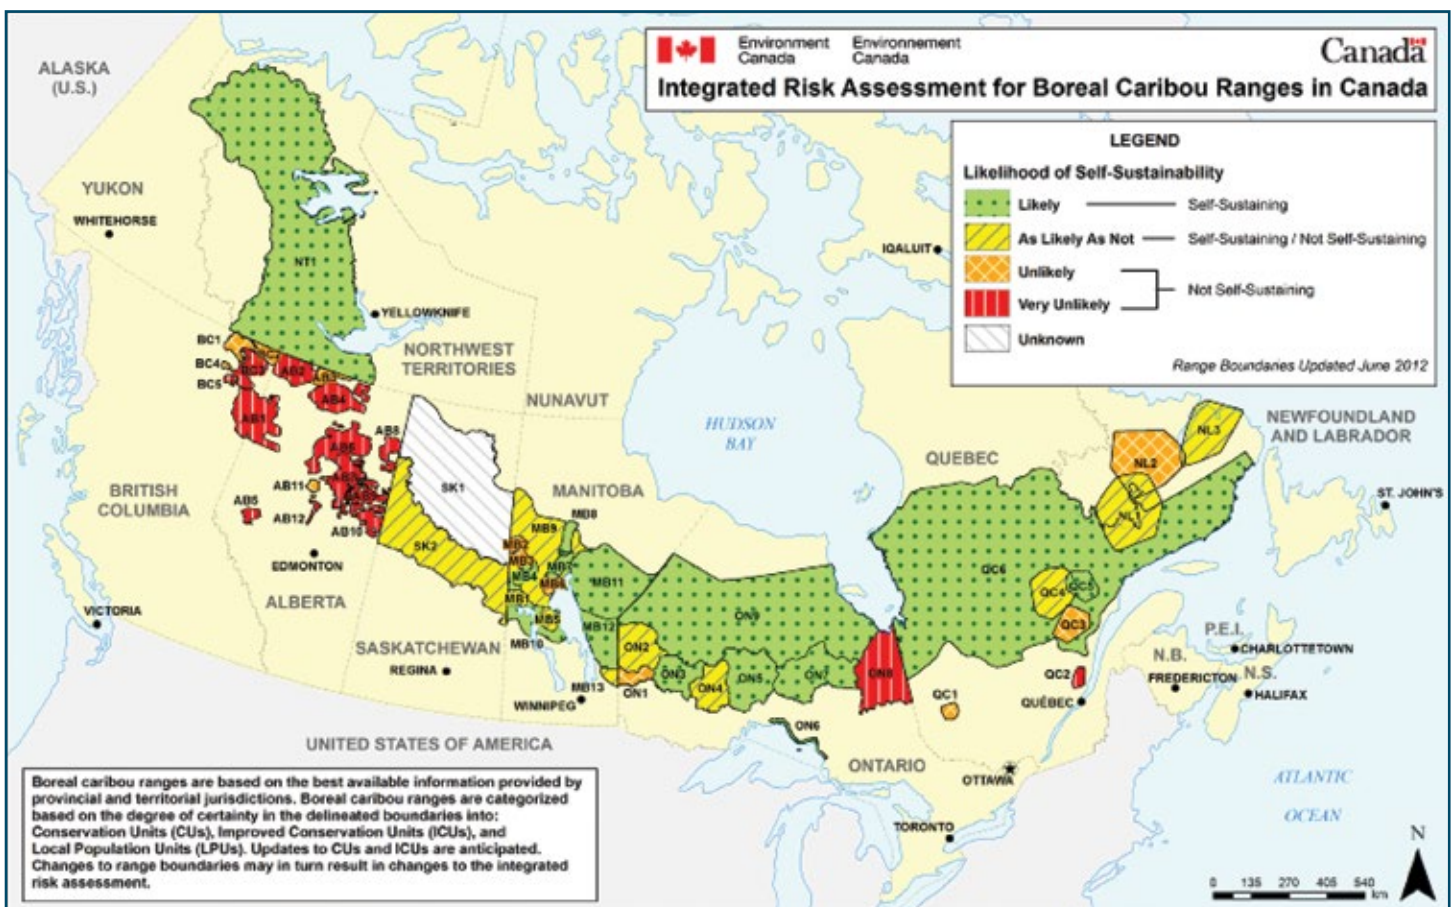 Environment Canada
Environnement Canada
Canada
Integrated Risk Assessment for Boreal Caribou Ranges in Canada
LEGEND
Likelihood of Self-Sustainability
Likely
Self-Sustaining
As Likely As Not
Self-Sustaining / Not Self-Sustaining
Unlikely
Very Unlikely
Not Self-Sustaining
Unknown
Range Boundaries Updated June 2012
ALASKA
(U.S.)
YUKON
WHITEHORSE
IQALUIT
NT1
YELLOWKNIFE
NORTHWEST
TERRITORIES
NUNAVUT
BC1
BC4
BC5
AB2
AB3
AB4
AB1
HUDSON
BAY
NEWFOUNDLAND
AND LABRADOR
NL3
NL2
NL1
QUEBEC
ST. JOHN'S
AB8
AB11
AB12
AB10
SK1
SK2
BRITISH
COLUMBIA
MANITOBA
MB8
MB9
MB2
MB3
MB4
MB7
MB1
MB5
MB10
MB11
MB12
MB13
EDMONTON
ALBERTA
VICTORIA
SASKATCHEWAN
REGINA
WINNIPEG
ON9
ON2
ON1
ON3
ON4
ON5
ON7
ON8
ON6
QC6
QC4
QC5
QC3
QC2
QC1
P.E.I.
CHARLOTTETOWN
N.B.
FREDERICTON
N.S.
HALIFAX
QUÉBEC
UNITED STATES OF AMERICA
ONTARIO
OTTAWA
TORONTO
ATLANTIC
OCEAN
Boreal caribou ranges are based on the best available information provided by
provincial and territorial jurisdictions. Boreal caribou ranges are categorized
based on the degree of certainty in the delineated boundaries into:
Conservation Units (CUs), Improved Conservation Units (ICUs), and
Local Population Units (LPUs). Updates to CUs and ICUs are anticipated.
Changes to range boundaries may in turn result in changes to the integrated
risk assessment.
N
0 135 270 405 540
km